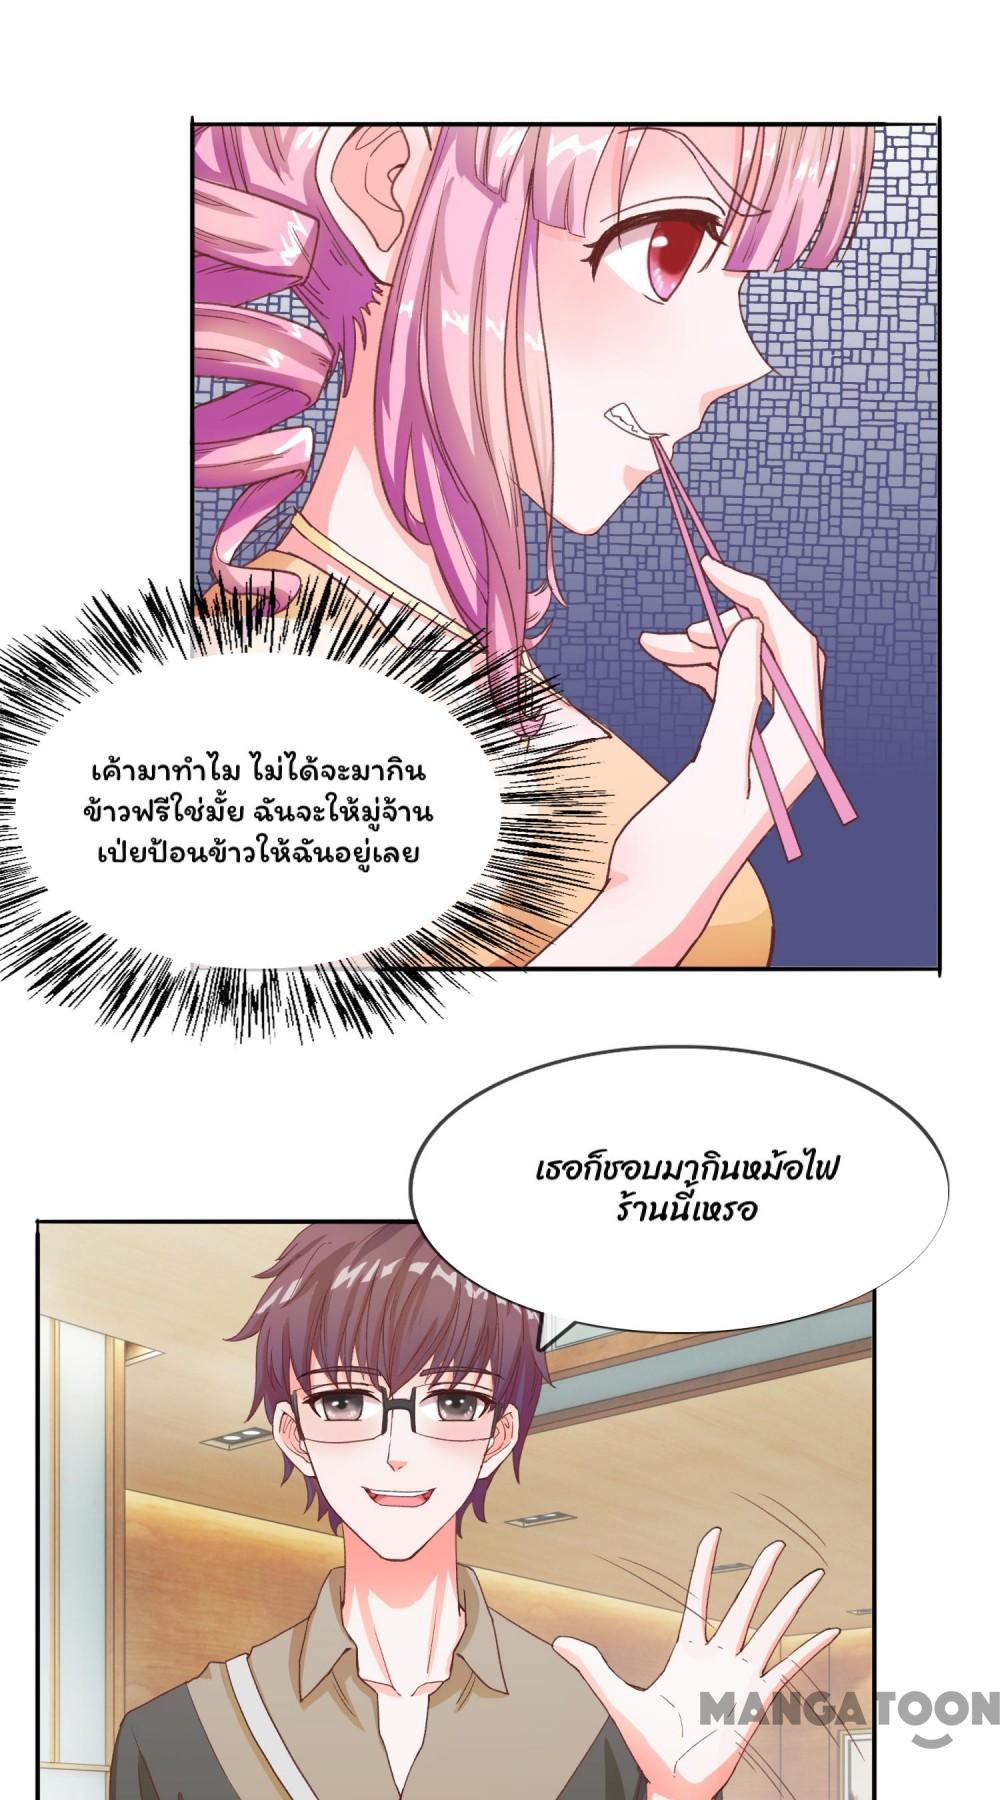 เค้ามาทำไม ไม่ได้จะมากิน
ข้าวฟรีใช่มั้ย ฉันจะให้มู่จ้าน
เป่ยป้อนข้าวให้ฉันอยู่เลย
เธอก็ชอบมากินหม้อไฟ
ร้านนี้เหรอ
MANGATOON